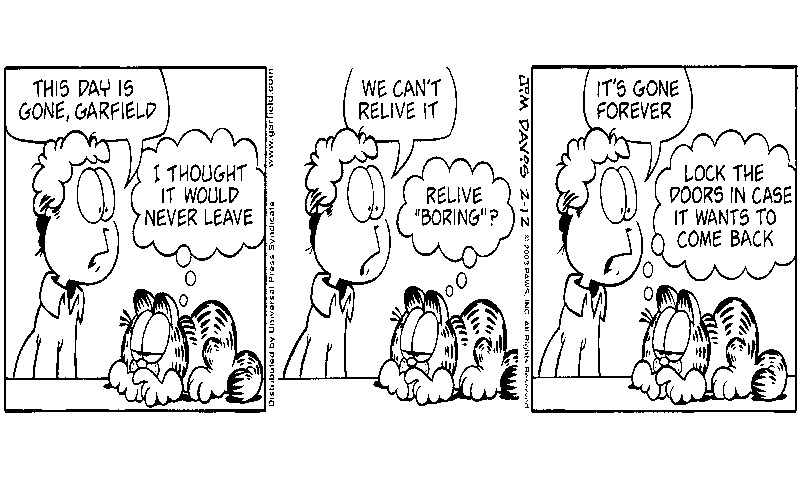 THIS DAY IS
GONE, GARFIELD
I THOUGHT
IT WOULD
NEVER LEAVE
www.garfield.com
Distributed by Universal Press Syndicate
WE CAN'T
RELIVE IT
RELIVE
"BORING"?
JIM DAVIS 2-12
© 2003 PAWS, INC. All Rights Reserved
IT'S GONE
FOREVER
LOCK THE
DOORS IN CASE
IT WANTS TO
COME BACK